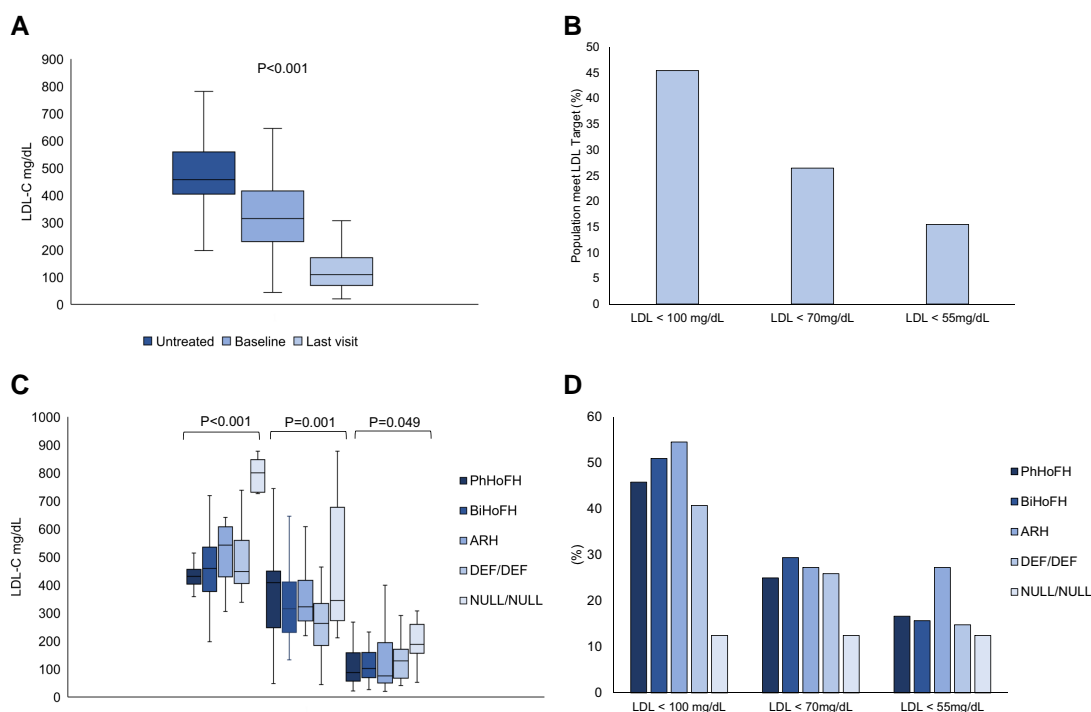 A
LDL-C mg/dL
900
800
700
600
500
400
300
200
100
0
P<0.001
Untreated Baseline Last visit
B
Population meet LDL Target (%)
50
45
40
35
30
25
20
15
10
5
0
LDL < 100 mg/dL LDL < 70mg/dL LDL < 55mg/dL
C
LDL-C mg/dL
1000
900
800
700
600
500
400
300
200
100
0
P<0.001 P=0.001 P=0.049
PhHoFH
BiHoFH
ARH
DEF/DEF
NULL/NULL
D
(%)
60
50
40
30
20
10
0
LDL < 100 mg/dL LDL < 70mg/dL LDL < 55mg/dL
PhHoFH
BiHoFH
ARH
DEF/DEF
NULL/NULL